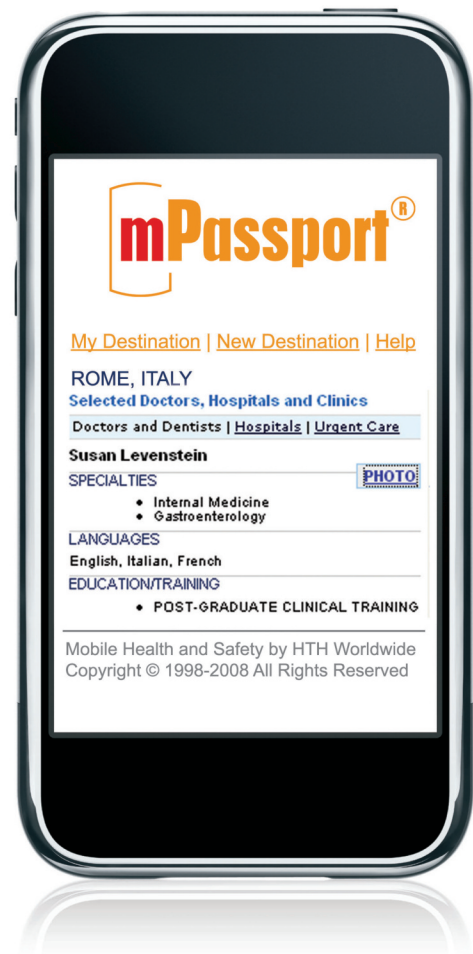 mPassport®
My Destination | New Destination | Help
ROME, ITALY
Selected Doctors, Hospitals and Clinics
Doctors and Dentists | Hospitals | Urgent Care
Susan Levenstein
PHOTO
SPECIALTIES
• Internal Medicine
• Gastroenterology
LANGUAGES
English, Italian, French
EDUCATION/TRAINING
• POST-GRADUATE CLINICAL TRAINING
Mobile Health and Safety by HTH Worldwide
Copyright © 1998-2008 All Rights Reserved